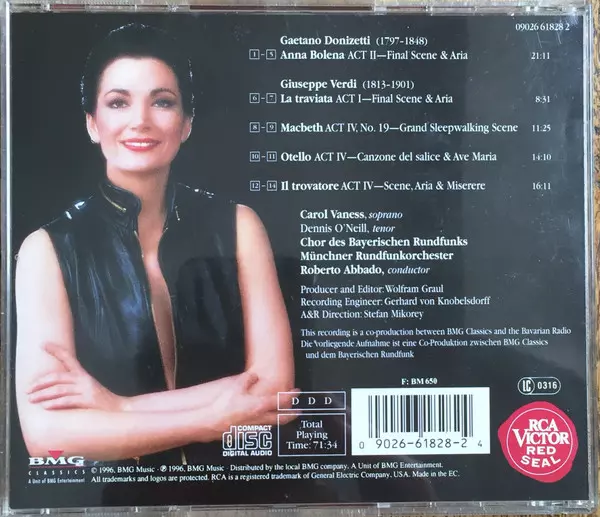 09026 61828 2
Gaetano Donizetti (1797-1848)
1 - 5 Anna Bolena ACT II—Final Scene & Aria 21:11
Giuseppe Verdi (1813-1901)
6 - 7 La traviata ACT I—Final Scene & Aria 8:31
8 - 9 Macbeth ACT IV, No. 19—Grand Sleepwalking Scene 11:25
10 - 11 Otello ACT IV—Canzone del salice & Ave Maria 14:10
12 - 14 Il trovatore ACT IV—Scene, Aria & Miserere 16:11
Carol Vaness, soprano
Dennis O'Neill, tenor
Chor des Bayerischen Rundfunks
Münchner Rundfunkorchester
Roberto Abbado, conductor
Producer and Editor: Wolfram Graul
Recording Engineer: Gerhard von Knobelsdorff
A&R Direction: Stefan Mikorey
This recording is a co-production between BMG Classics and the Bavarian Radio
Die vorliegende Aufnahme ist eine Co-Produktion zwischen BMG Classics
und dem Bayerischen Rundfunk
F: BM 650
D D D
LC 0316
Total
Playing
Time: 71:34
0 90266-61828-2 4
COMPACT
disc
DIGITAL AUDIO
RCA
VICTOR
RED
SEAL
BMG
CLASSICS
A Unit of BMG Entertainment
© 1996, BMG Music · ℗ 1996, BMG Music · Distributed by the local BMG company. A Unit of BMG Entertainment.
All trademarks and logos are protected. RCA is a registered trademark of General Electric Company, USA. Made in the EC.